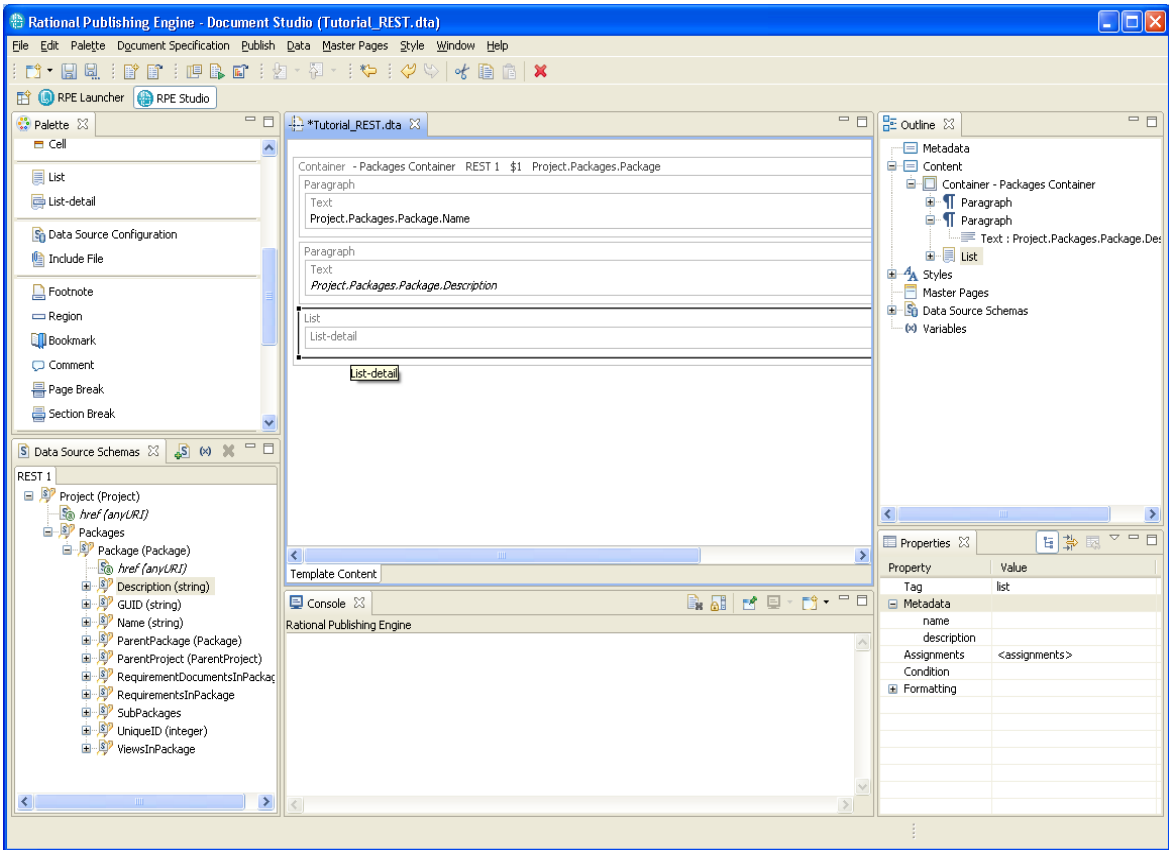 Rational Publishing Engine - Document Studio (Tutorial_REST.dta)
File Edit Palette Document Specification Publish Data Master Pages Style Window Help
RPE Launcher RPE Studio
Palette
Cell
List
List-detail
Data Source Configuration
Include File
Footnote
Region
Bookmark
Comment
Page Break
Section Break
Data Source Schemas
REST 1
Project (Project)
href (anyURI)
Packages
Package (Package)
href (anyURI)
Description (string)
GUID (string)
Name (string)
ParentPackage (Package)
ParentProject (ParentProject)
RequirementDocumentsInPackag
RequirementsInPackage
SubPackages
UniqueID (integer)
ViewsInPackage
*Tutorial_REST.dta
Container - Packages Container REST 1 $1 Project.Packages.Package
Paragraph
Text
Project.Packages.Package.Name
Paragraph
Text
Project.Packages.Package.Description
List
List-detail
List-detail
Template Content
Console
Rational Publishing Engine
Outline
Metadata
Content
Container - Packages Container
Paragraph
Paragraph
Text : Project.Packages.Package.Des
List
Styles
Master Pages
Data Source Schemas
Variables
Properties
Property Value
Tag list
Metadata
name
description
Assignments <assignments>
Condition
Formatting